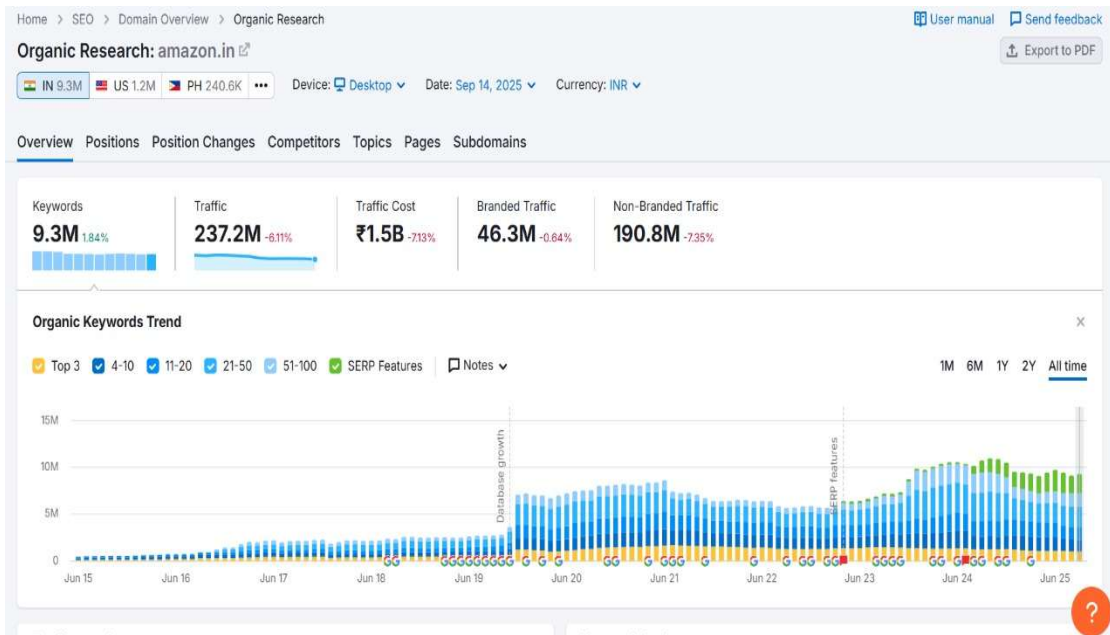 Home > SEO > Domain Overview > Organic Research
User manual Send feedback
Organic Research: amazon.in
Export to PDF
IN 9.3M US 1.2M PH 240.6K ••• Device: Desktop Date: Sep 14, 2025 Currency: INR
Overview Positions Position Changes Competitors Topics Pages Subdomains
Keywords Traffic Traffic Cost Branded Traffic Non-Branded Traffic
9.3M 1.84% 237.2M -6.11% ₹1.5B -7.13% 46.3M -0.64% 190.8M -7.35%
Organic Keywords Trend
Top 3 4-10 11-20 21-50 51-100 SERP Features Notes 1M 6M 1Y 2Y All time
15M
10M
5M
0
Database growth
SERP features
Jun 15 Jun 16 Jun 17 Jun 18 Jun 19 Jun 20 Jun 21 Jun 22 Jun 23 Jun 24 Jun 25
?